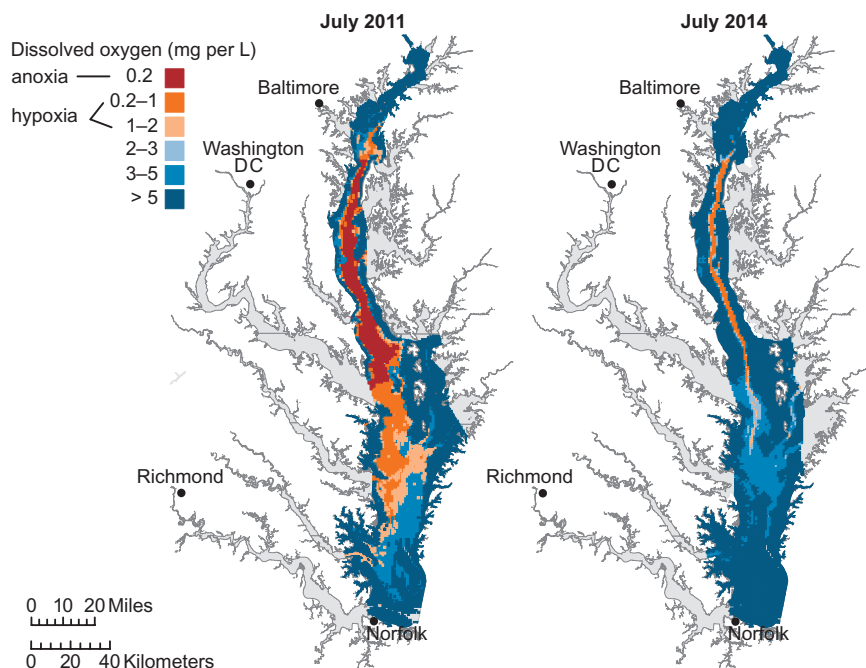 July 2011
July 2014
Dissolved oxygen (mg per L)
anoxia
0.2
hypoxia
0.2–1
1–2
2–3
3–5
> 5
Baltimore
Washington
DC
Richmond
Norfolk
Baltimore
Washington
DC
Richmond
Norfolk
0 10 20 Miles
0 20 40 Kilometers